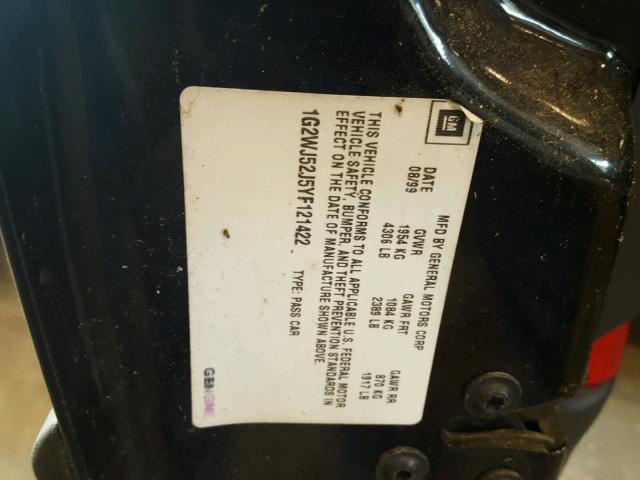 GM
MFD BY GENERAL MOTORS CORP
DATE GVWR GAWR FRT GAWR RR
08/99 1954 KG 1084 KG 870 KG
4306 LB 2389 LB 1917 LB
THIS VEHICLE CONFORMS TO ALL APPLICABLE U.S. FEDERAL MOTOR
VEHICLE SAFETY, BUMPER, AND THEFT PREVENTION STANDARDS IN
EFFECT ON THE DATE OF MANUFACTURE SHOWN ABOVE.
1G2WJ52J5YF121422 TYPE: PASS CAR